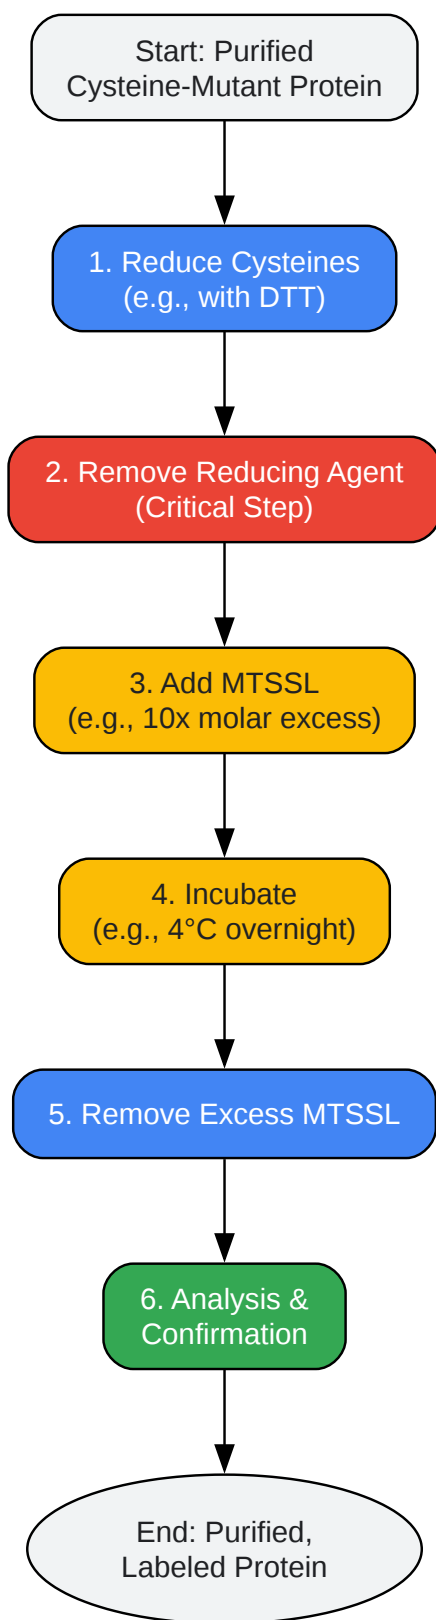 Start: Purified
Cysteine-Mutant Protein
1. Reduce Cysteines
(e.g., with DTT)
2. Remove Reducing Agent
(Critical Step)
3. Add MTSSL
(e.g., 10x molar excess)
4. Incubate
(e.g., 4°C overnight)
5. Remove Excess MTSSL
6. Analysis &
Confirmation
End: Purified,
Labeled Protein